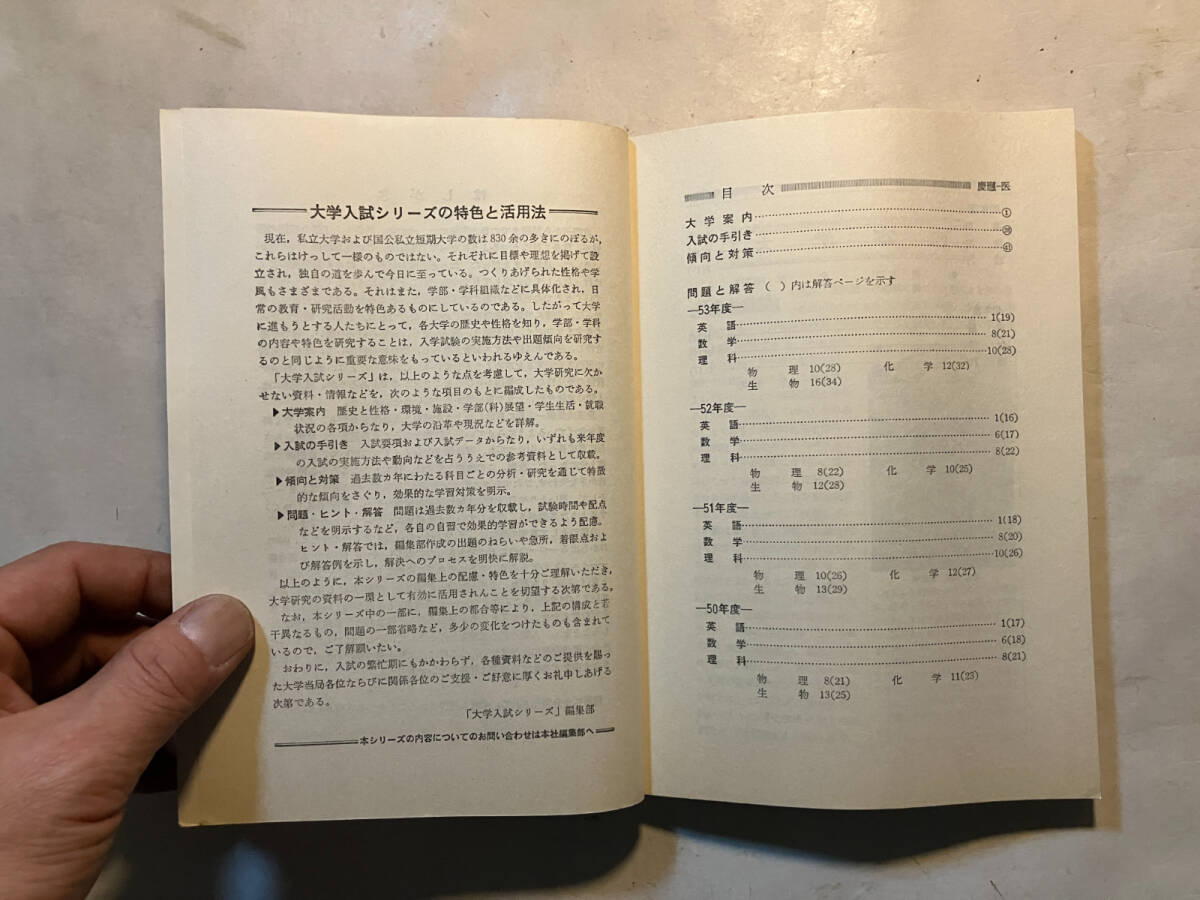 大学入試シリーズの特色と活用法
現在，私立大学および国公私立短期大学の数は830余の多きにのぼるが，
これらはけっして一様のものではない。それぞれに目標や理想を掲げて設
立され，独自の道を歩んで今日に至っている。つくりあげられた性格や学
風もさまざまである。それはまた，学部・学科組織などに具体化され，日
常の教育・研究活動を特色あるものにしているのである。したがって大学
に進もうとする人たちにとって，各大学の歴史や性格を知り，学部・学科
の内容や特色を研究することは，入学試験の実施方法や出題傾向を研究す
るのと同じように重要な意味をもっているといわれるゆえんである。
「大学入試シリーズ」は，以上のような点を考慮して，大学研究に欠か
せない資料・情報などを，次のような項目のもとに編成したものである。
▶大学案内 歴史と性格・環境・施設・学部(科)展望・学生生活・就職
状況の各項からなり，大学の沿革や現況などを詳解。
▶入試の手引き 入試要項および入試データからなり，いずれも来年度
の入試の実施方法や動向などを占ううえでの参考資料として収載。
▶傾向と対策 過去数カ年にわたる科目ごとの分析・研究を通じて特徴
的な傾向をさぐり，効果的な学習対策を明示。
▶問題・ヒント・解答 問題は過去数カ年分を収載し，試験時間や配点
などを明示するなど，各自の自習で効果的学習ができるよう配慮。
ヒント・解答では，編集部作成の出題のねらいや急所，着眼点およ
び解答例を示し，解決へのプロセスを明快に解説。
以上のように，本シリーズの編集上の配慮・特色を十分ご理解いただき，
大学研究の資料の一環として有効に活用されんことを切望する次第である。
なお，本シリーズ中の一部に，編集上の都合等により，上記の構成と若
干異なるもの，問題の一部省略など，多少の変化をつけたものも含まれて
いるので，ご了解願いたい。
おわりに，入試の繁忙期にもかかわらず，各種資料などのご提供を賜っ
た大学当局各位ならびに関係各位のご支援・ご好意に厚くお礼申しあげる
次第である。
「大学入試シリーズ」編集部
本シリーズの内容についてのお問い合わせは本社編集部へ
目 次 慶應-医
大学案内 ①
入試の手引き ㉘
傾向と対策 ㊶
問題と解答 ( )内は解答ページを示す
—53年度—
英 語 1(19)
数 学 8(21)
理 科 10(28)
物 理 10(28) 化 学 12(32)
生 物 16(34)
—52年度—
英 語 1(16)
数 学 6(17)
理 科 8(22)
物 理 8(22) 化 学 10(25)
生 物 12(28)
—51年度—
英 語 1(18)
数 学 8(20)
理 科 10(26)
物 理 10(26) 化 学 12(27)
生 物 13(29)
—50年度—
英 語 1(17)
数 学 6(18)
理 科 8(21)
物 理 8(21) 化 学 11(23)
生 物 13(25)